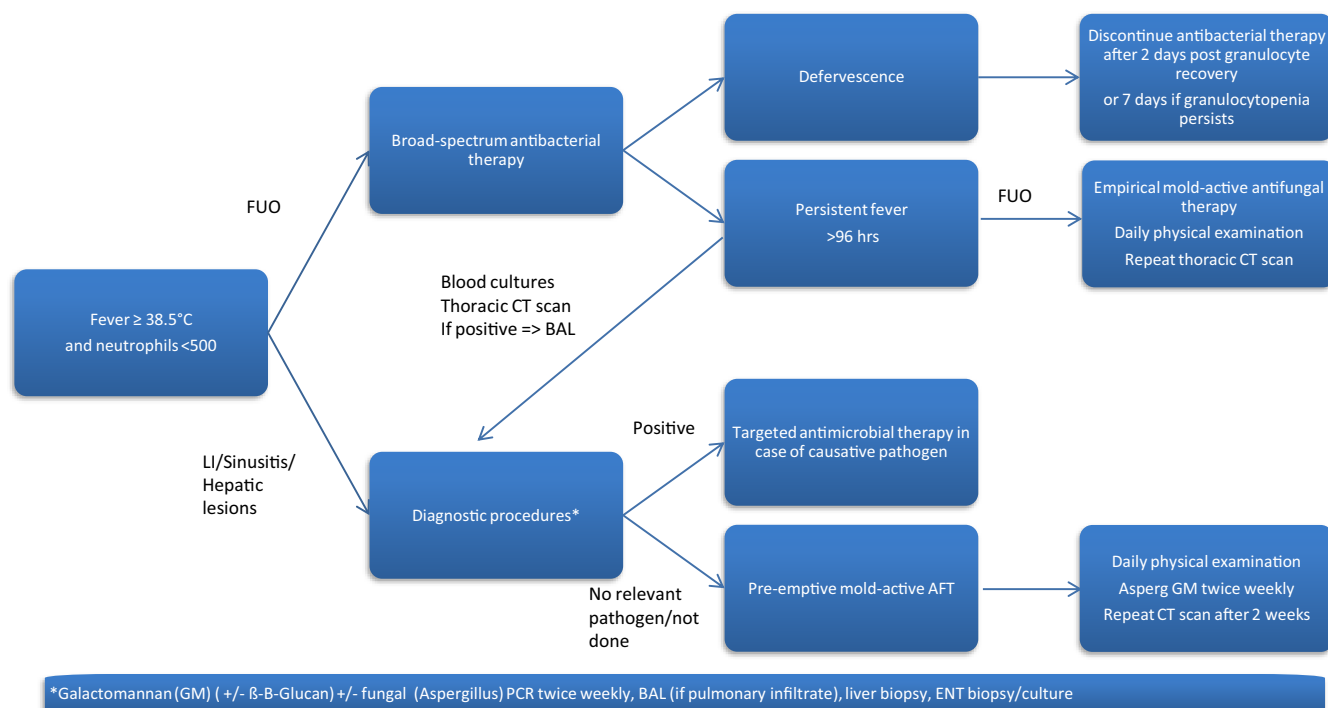 Fever ≥ 38.5°C
and neutrophils <500
FUO
LI/Sinusitis/
Hepatic
lesions
Broad-spectrum antibacterial
therapy
Defervescence
Discontinue antibacterial therapy
after 2 days post granulocyte
recovery
or 7 days if granulocytopenia
persists
Persistent fever
>96 hrs
FUO
Empirical mold-active antifungal
therapy
Daily physical examination
Repeat thoracic CT scan
Blood cultures
Thoracic CT scan
If positive => BAL
Diagnostic procedures*
Positive
Targeted antimicrobial therapy in
case of causative pathogen
No relevant
pathogen/not
done
Pre-emptive mold-active AFT
Daily physical examination
Asperg GM twice weekly
Repeat CT scan after 2 weeks
*Galactomannan (GM) ( +/- ß-B-Glucan) +/- fungal (Aspergillus) PCR twice weekly, BAL (if pulmonary infiltrate), liver biopsy, ENT biopsy/culture